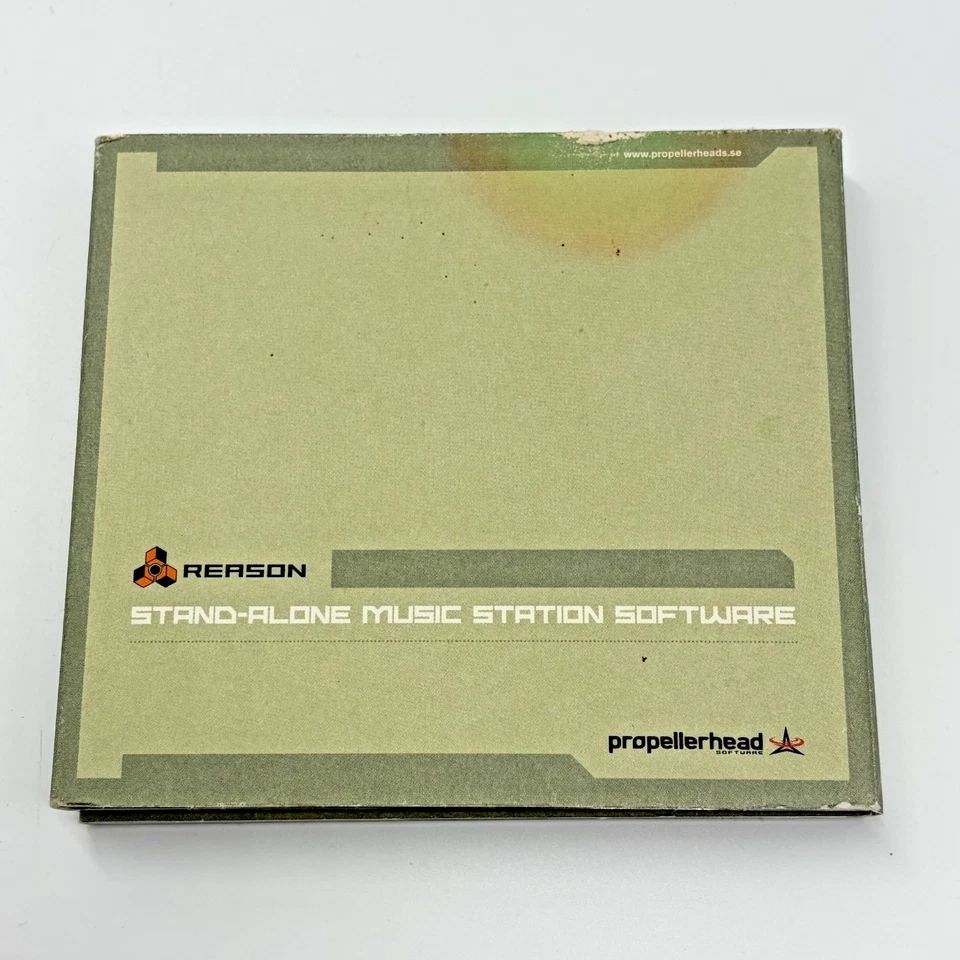 www.propellerheads.se
REASON
STAND-ALONE MUSIC STATION SOFTWARE
propellerhead
SOFTWARE